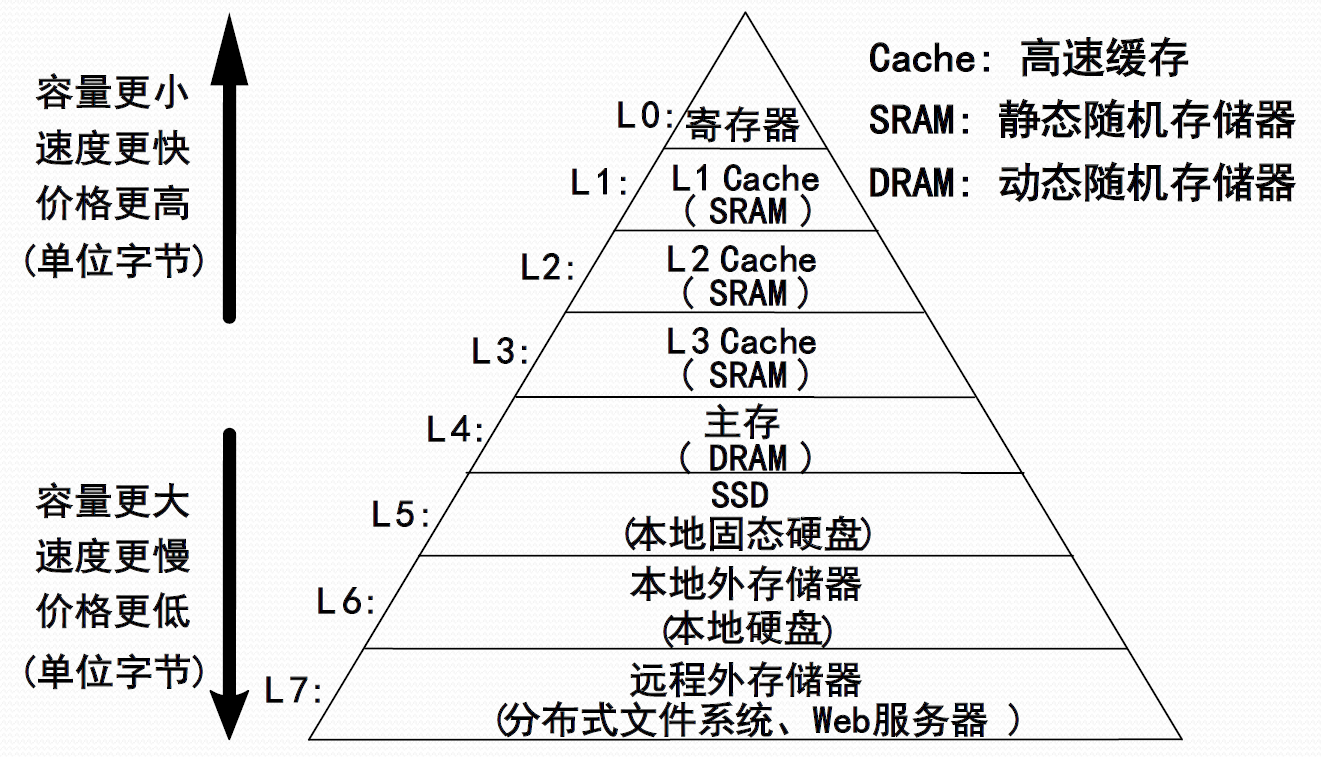 容量更小
速度更快
价格更高
(单位字节)
容量更大
速度更慢
价格更低
(单位字节)
L0: 寄存器
L1: L1 Cache
( SRAM )
L2: L2 Cache
( SRAM )
L3: L3 Cache
( SRAM )
L4: 主存
( DRAM )
L5: SSD
(本地固态硬盘)
L6: 本地外存储器
(本地硬盘)
L7: 远程外存储器
(分布式文件系统、Web服务器 )
Cache: 高速缓存
SRAM: 静态随机存储器
DRAM: 动态随机存储器